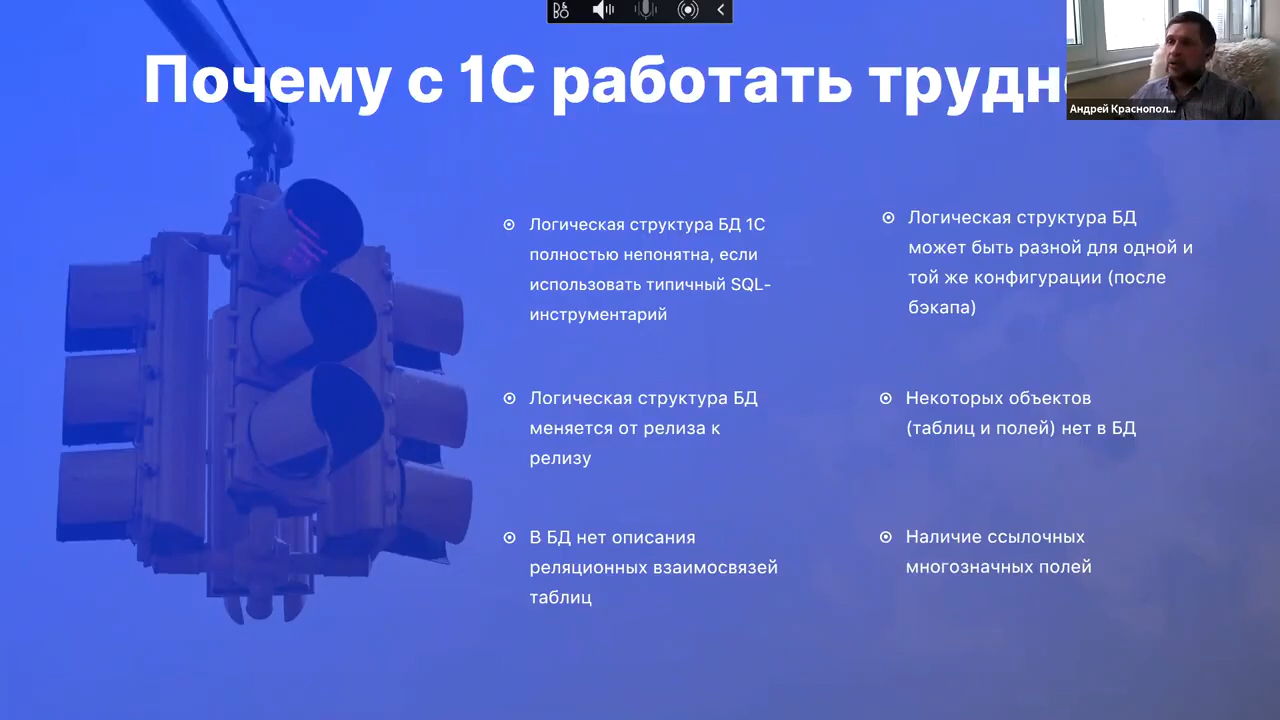 Почему с 1С работать трудн
Андрей Краснопол...
Логическая структура БД 1С
полностью непонятна, если
использовать типичный SQL-
инструментарий
Логическая структура БД
меняется от релиза к
релизу
В БД нет описания
реляционных взаимосвязей
таблиц
Логическая структура БД
может быть разной для одной и
той же конфигурации (после
бэкапа)
Некоторых объектов
(таблиц и полей) нет в БД
Наличие ссылочных
многозначных полей